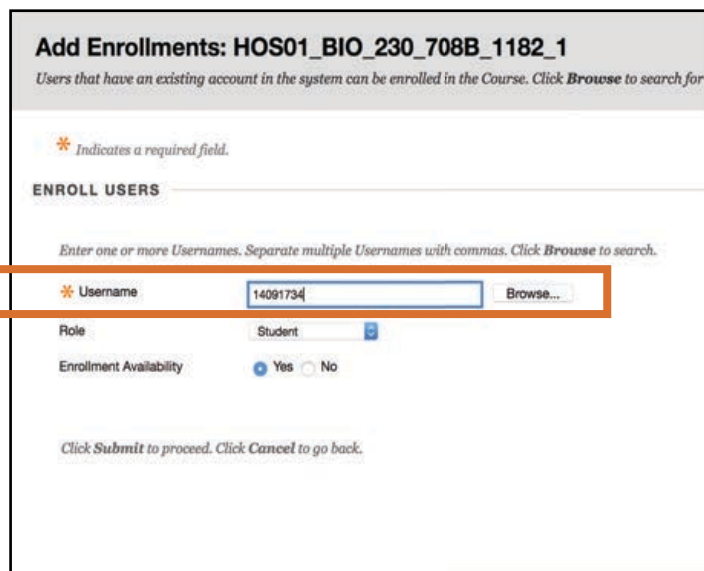 Add Enrollments: HOS01_BIO_230_708B_1182_1
Users that have an existing account in the system can be enrolled in the Course. Click Browse to search for
* Indicates a required field.
ENROLL USERS
Enter one or more Usernames. Separate multiple Usernames with commas. Click Browse to search.
* Username 14091734 Browse...
Role Student
Enrollment Availability Yes No
Click Submit to proceed. Click Cancel to go back.